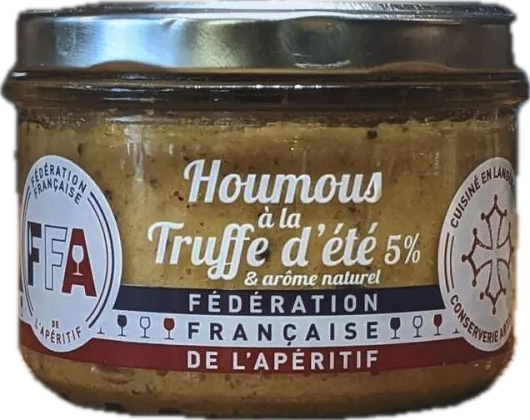 Houmous
à la
Truffe d'été 5%
& arôme naturel
FÉDÉRATION
FRANÇAISE
DE L'APÉRITIF
FÉDÉRATION
FRANÇAISE
FFA
DE
L'APÉRITIF
CUISINÉ EN
CONSERVERIE